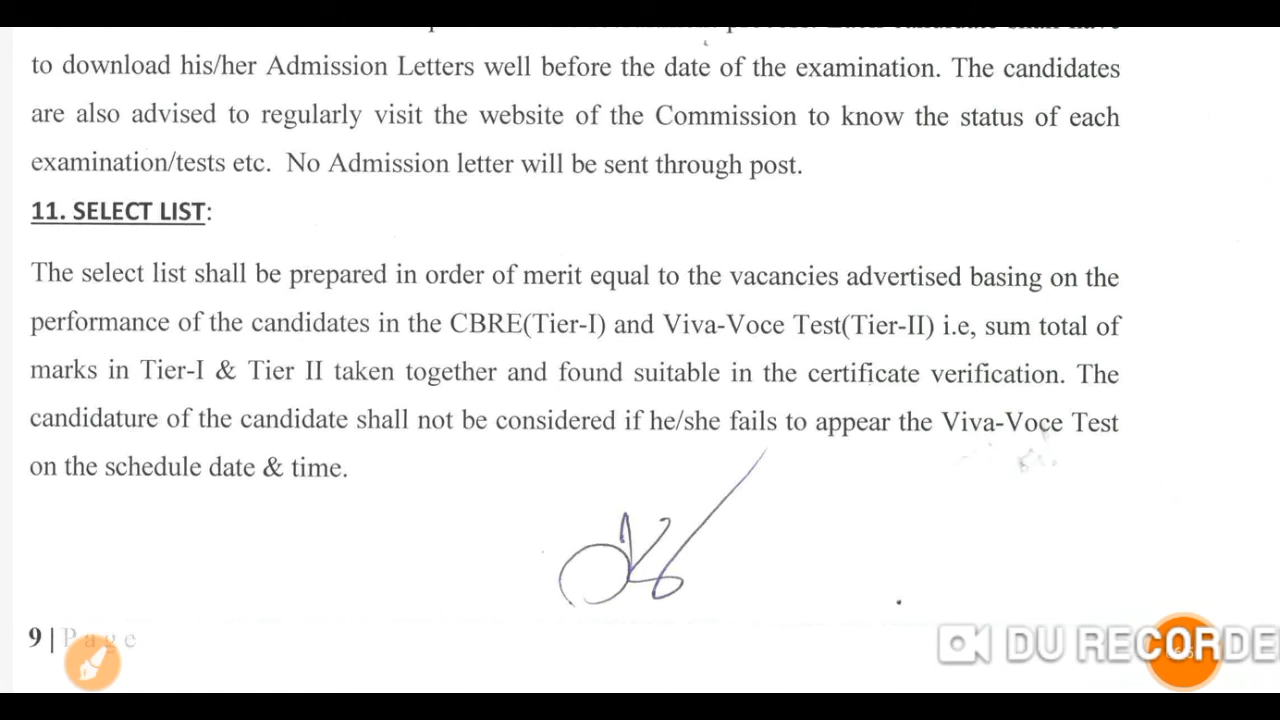 to download his/her Admission Letters well before the date of the examination. The candidates
are also advised to regularly visit the website of the Commission to know the status of each
examination/tests etc. No Admission letter will be sent through post.
11. SELECT LIST:
The select list shall be prepared in order of merit equal to the vacancies advertised basing on the
performance of the candidates in the CBRE(Tier-I) and Viva-Voce Test(Tier-II) i.e, sum total of
marks in Tier-I & Tier II taken together and found suitable in the certificate verification. The
candidature of the candidate shall not be considered if he/she fails to appear the Viva-Voce Test
on the schedule date & time.
9 | Page
DU RECORDE